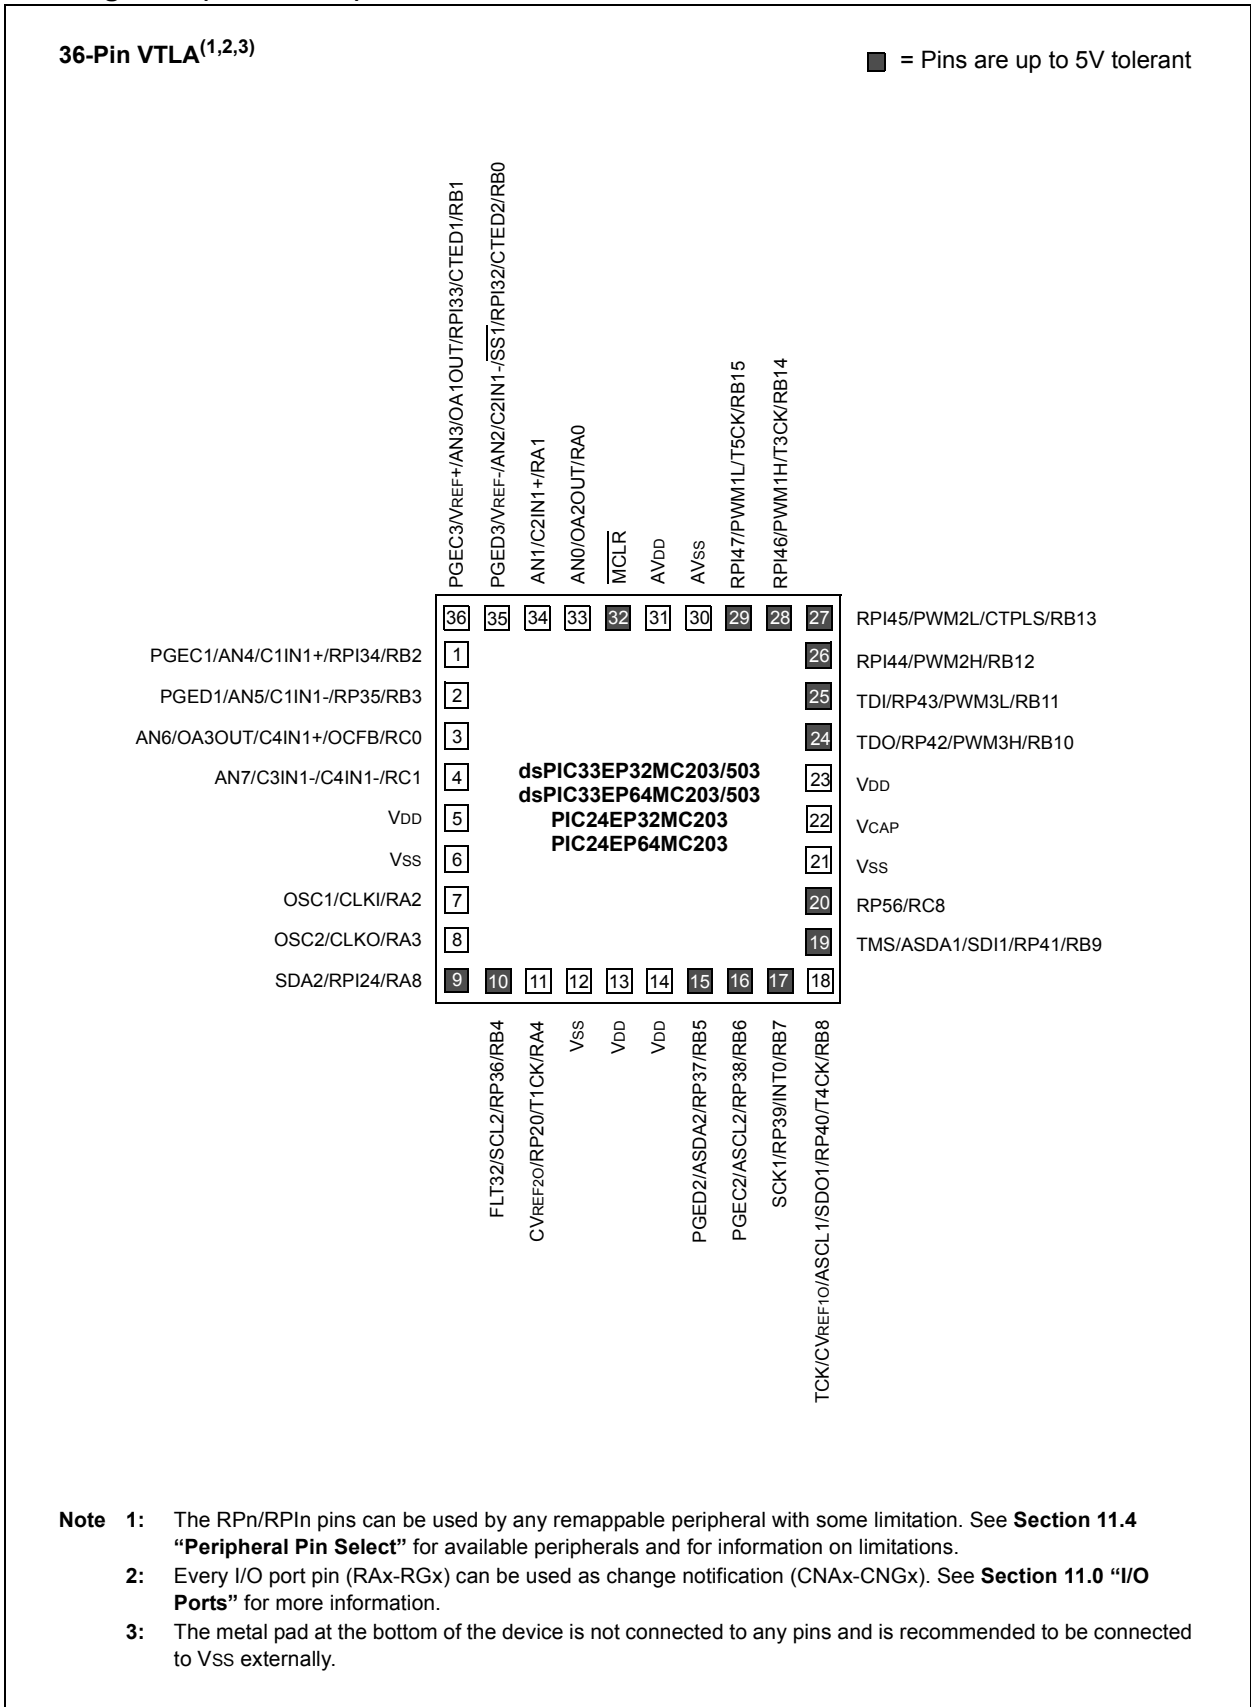 36-Pin VTLA(1,2,3)
= Pins are up to 5V tolerant
PGEC3/VREF+/AN3/OA1OUT/RPI33/CTED1/RB1
PGED3/VREF-/AN2/C2IN1-/SS1/RPI32/CTED2/RB0
AN1/C2IN1+/RA1
AN0/OA2OUT/RA0
MCLR
AVDD
AVSS
RPI47/PWM1L/T5CK/RB15
RPI46/PWM1H/T3CK/RB14
36 35 34 33 32 31 30 29 28 27 RPI45/PWM2L/CTPLS/RB13
PGEC1/AN4/C1IN1+/RPI34/RB2 1 26 RPI44/PWM2H/RB12
PGED1/AN5/C1IN1-/RP35/RB3 2 25 TDI/RP43/PWM3L/RB11
AN6/OA3OUT/C4IN1+/OCFB/RC0 3 24 TDO/RP42/PWM3H/RB10
AN7/C3IN1-/C4IN1-/RC1 4 23 VDD
dsPIC33EP32MC203/503
dsPIC33EP64MC203/503
PIC24EP32MC203
PIC24EP64MC203
VDD 5 22 VCAP
VSS 6 21 VSS
OSC1/CLKI/RA2 7 20 RP56/RC8
OSC2/CLKO/RA3 8 19 TMS/ASDA1/SDI1/RP41/RB9
SDA2/RPI24/RA8 9 10 11 12 13 14 15 16 17 18
FLT32/SCL2/RP36/RB4
CVREF2O/RP20/T1CK/RA4
VSS
VDD
VDD
PGED2/ASDA2/RP37/RB5
PGEC2/ASCL2/RP38/RB6
SCK1/RP39/INT0/RB7
TCK/CVREF1O/ASCL1/SDO1/RP40/T4CK/RB8
Note 1: The RPn/RPIn pins can be used by any remappable peripheral with some limitation. See Section 11.4
“Peripheral Pin Select” for available peripherals and for information on limitations.
2: Every I/O port pin (RAx-RGx) can be used as change notification (CNAx-CNGx). See Section 11.0 “I/O
Ports” for more information.
3: The metal pad at the bottom of the device is not connected to any pins and is recommended to be connected
to VSS externally.